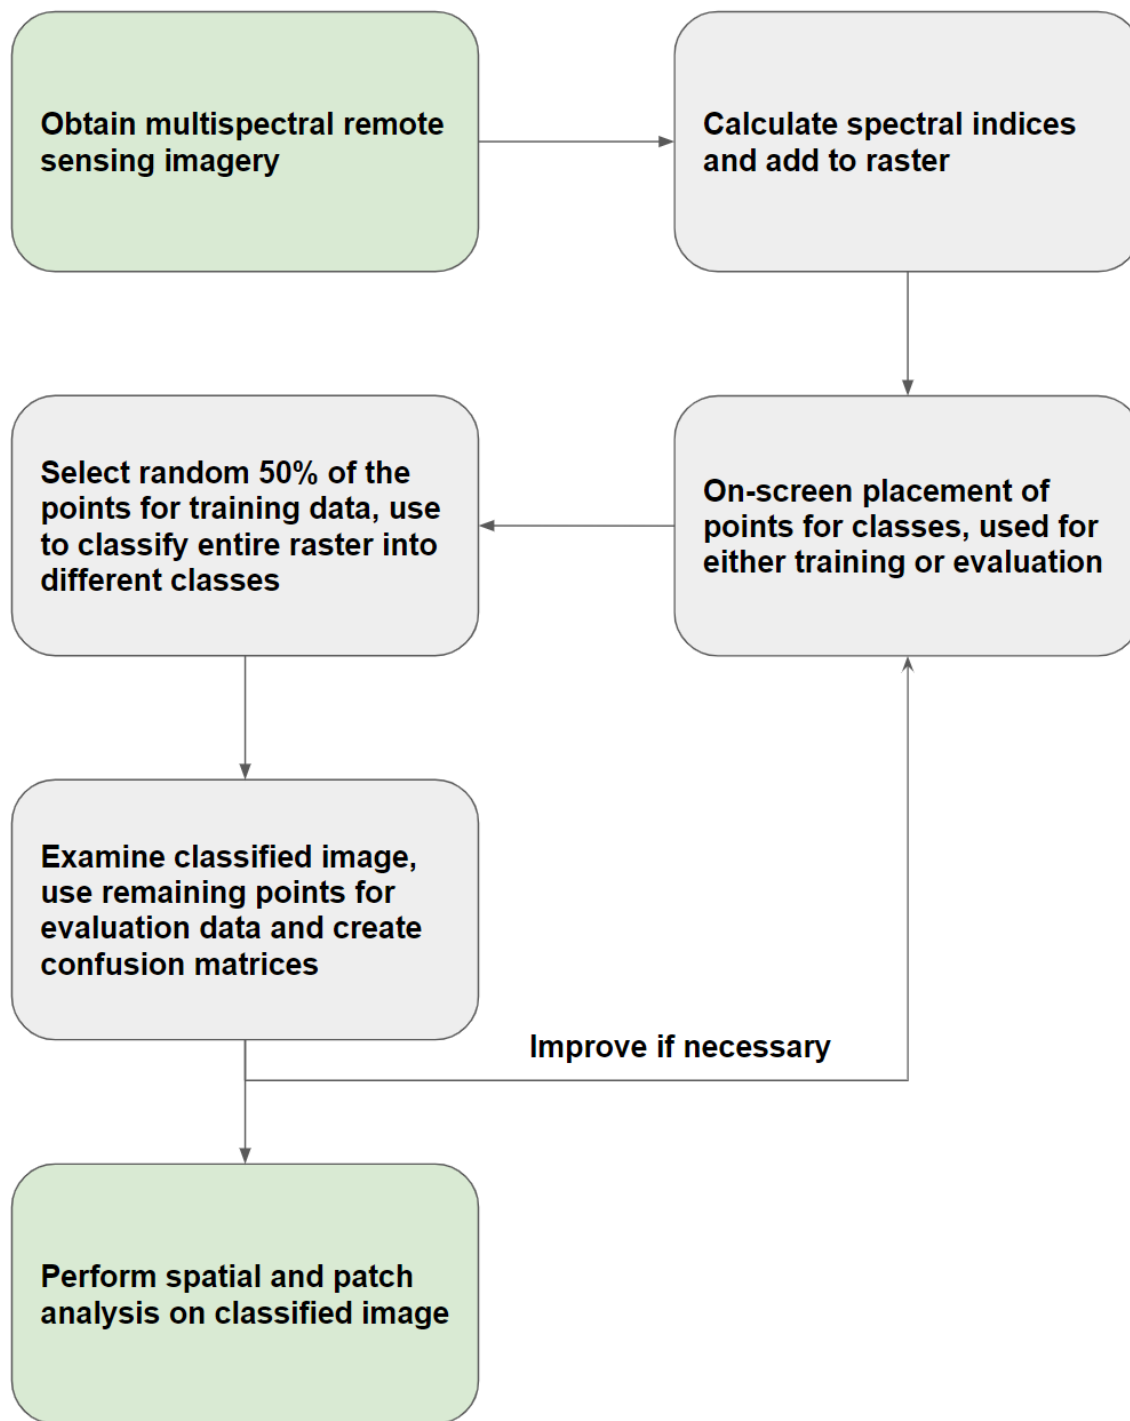 Obtain multispectral remote
sensing imagery
Calculate spectral indices
and add to raster
On-screen placement of
points for classes, used for
either training or evaluation
Select random 50% of the
points for training data, use
to classify entire raster into
different classes
Examine classified image,
use remaining points for
evaluation data and create
confusion matrices
Improve if necessary
Perform spatial and patch
analysis on classified image